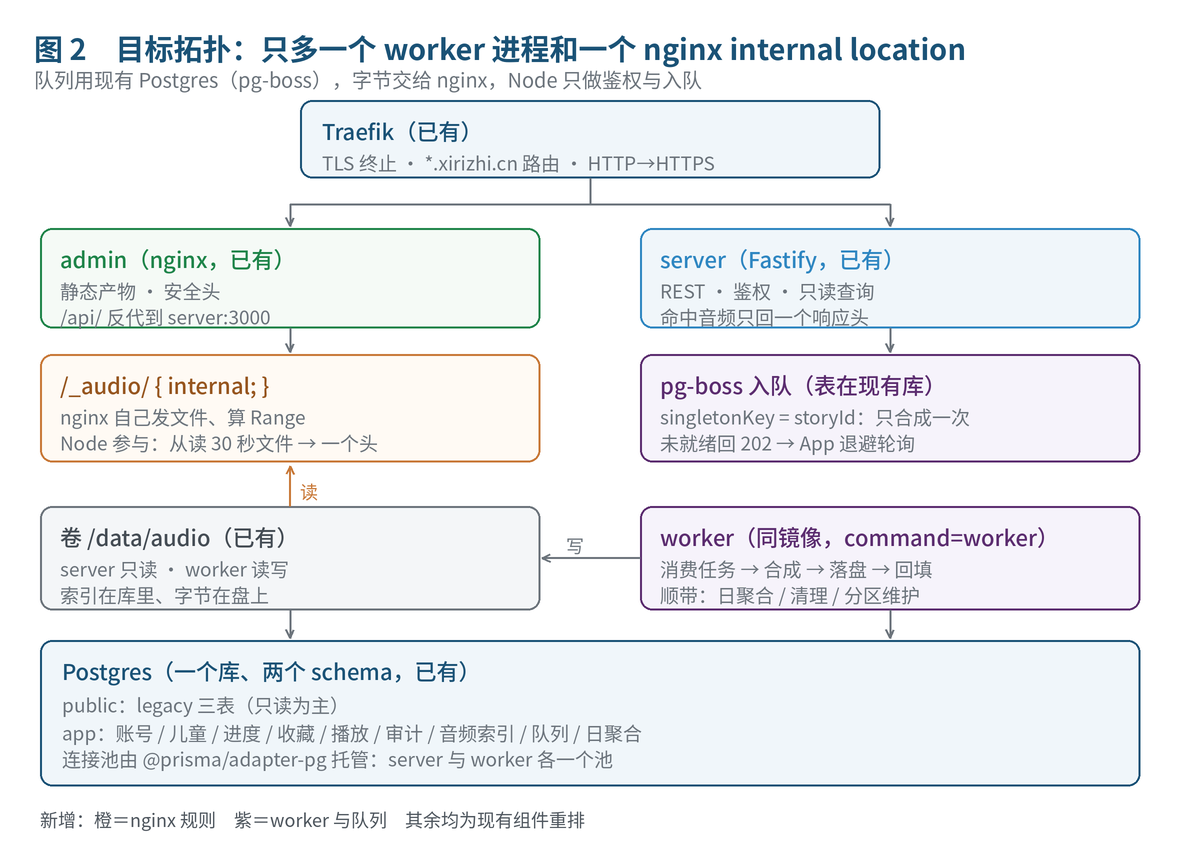 图 2　目标拓扑：只多一个 worker 进程和一个 nginx internal location
队列用现有 Postgres（pg-boss），字节交给 nginx，Node 只做鉴权与入队
Traefik（已有）
TLS 终止 · *.xirizhi.cn 路由 · HTTP→HTTPS
admin（nginx，已有）
静态产物 · 安全头
/api/ 反代到 server:3000
server（Fastify，已有）
REST · 鉴权 · 只读查询
命中音频只回一个响应头
/_audio/ { internal; }
nginx 自己发文件、算 Range
Node 参与：从读 30 秒文件 → 一个头
pg-boss 入队（表在现有库）
singletonKey = storyId：只合成一次
未就绪回 202 → App 退避轮询
读
卷 /data/audio（已有）
server 只读 · worker 读写
索引在库里、字节在盘上
写
worker（同镜像，command=worker）
消费任务 → 合成 → 落盘 → 回填
顺带：日聚合 / 清理 / 分区维护
Postgres（一个库、两个 schema，已有）
public：legacy 三表（只读为主）
app：账号 / 儿童 / 进度 / 收藏 / 播放 / 审计 / 音频索引 / 队列 / 日聚合
连接池由 @prisma/adapter-pg 托管：server 与 worker 各一个池
新增：橙＝nginx 规则　紫＝worker 与队列　其余均为现有组件重排